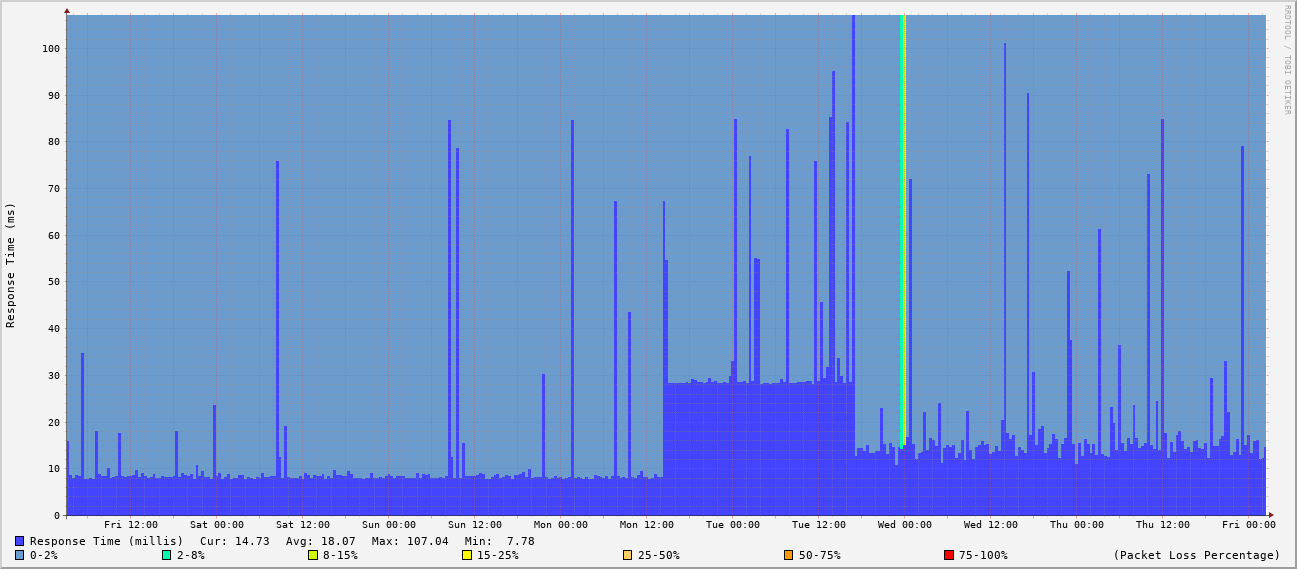 RRDTOOL / TOBI OETIKER
Response Time (ms)
100
90
80
70
60
50
40
30
20
10
0
Fri 12:00 Sat 00:00 Sat 12:00 Sun 00:00 Sun 12:00 Mon 00:00 Mon 12:00 Tue 00:00 Tue 12:00 Wed 00:00 Wed 12:00 Thu 00:00 Thu 12:00 Fri 00:00
Response Time (millis) Cur: 14.73 Avg: 18.07 Max: 107.04 Min: 7.78
0-2% 2-8% 8-15% 15-25% 25-50% 50-75% 75-100% (Packet Loss Percentage)